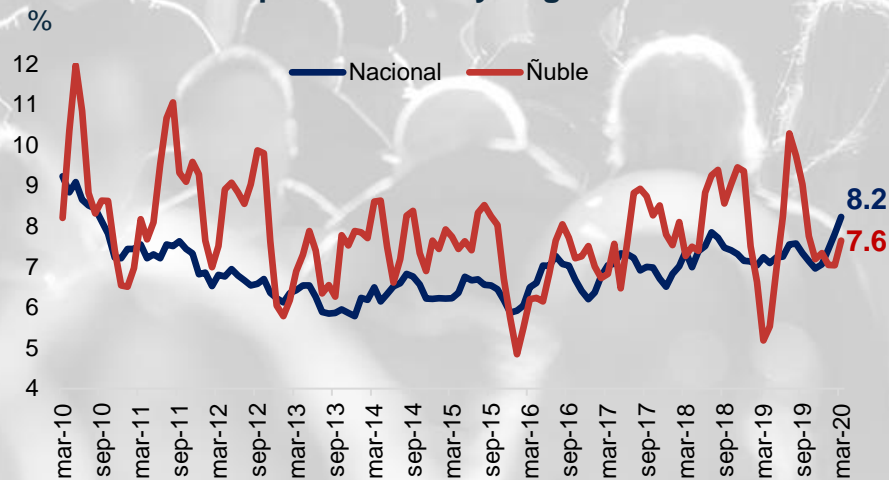 %
12
Nacional
Ñuble
11
10
9
8.2
8
7.6
7
6
5
4
mar-10
sep-10
mar-11
sep-11
mar-12
sep-12
mar-13
sep-13
mar-14
sep-14
mar-15
sep-15
mar-16
sep-16
mar-17
sep-17
mar-18
sep-18
mar-19
sep-19
mar-20